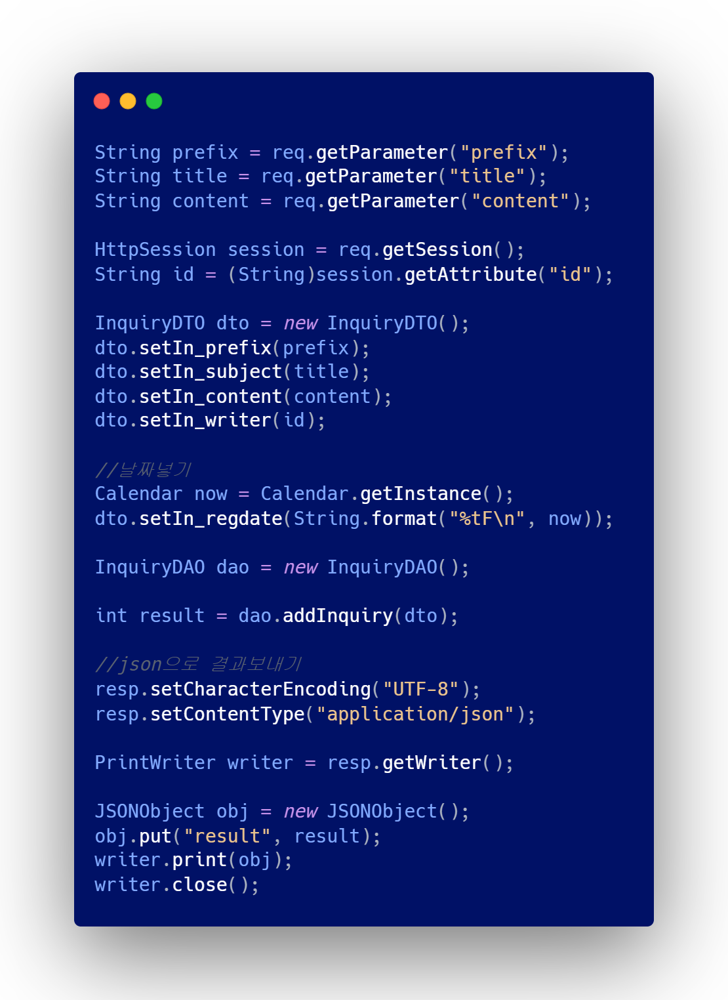 String prefix = req.getParameter("prefix");
String title = req.getParameter("title");
String content = req.getParameter("content");
HttpSession session = req.getSession();
String id = (String)session.getAttribute("id");
InquiryDTO dto = new InquiryDTO();
dto.setIn_prefix(prefix);
dto.setIn_subject(title);
dto.setIn_content(content);
dto.setIn_writer(id);
//날짜넣기
Calendar now = Calendar.getInstance();
dto.setIn_regdate(String.format("%tF\n", now));
InquiryDAO dao = new InquiryDAO();
int result = dao.addInquiry(dto);
//json으로 결과보내기
resp.setCharacterEncoding("UTF-8");
resp.setContentType("application/json");
PrintWriter writer = resp.getWriter();
JSONObject obj = new JSONObject();
obj.put("result", result);
writer.print(obj);
writer.close();